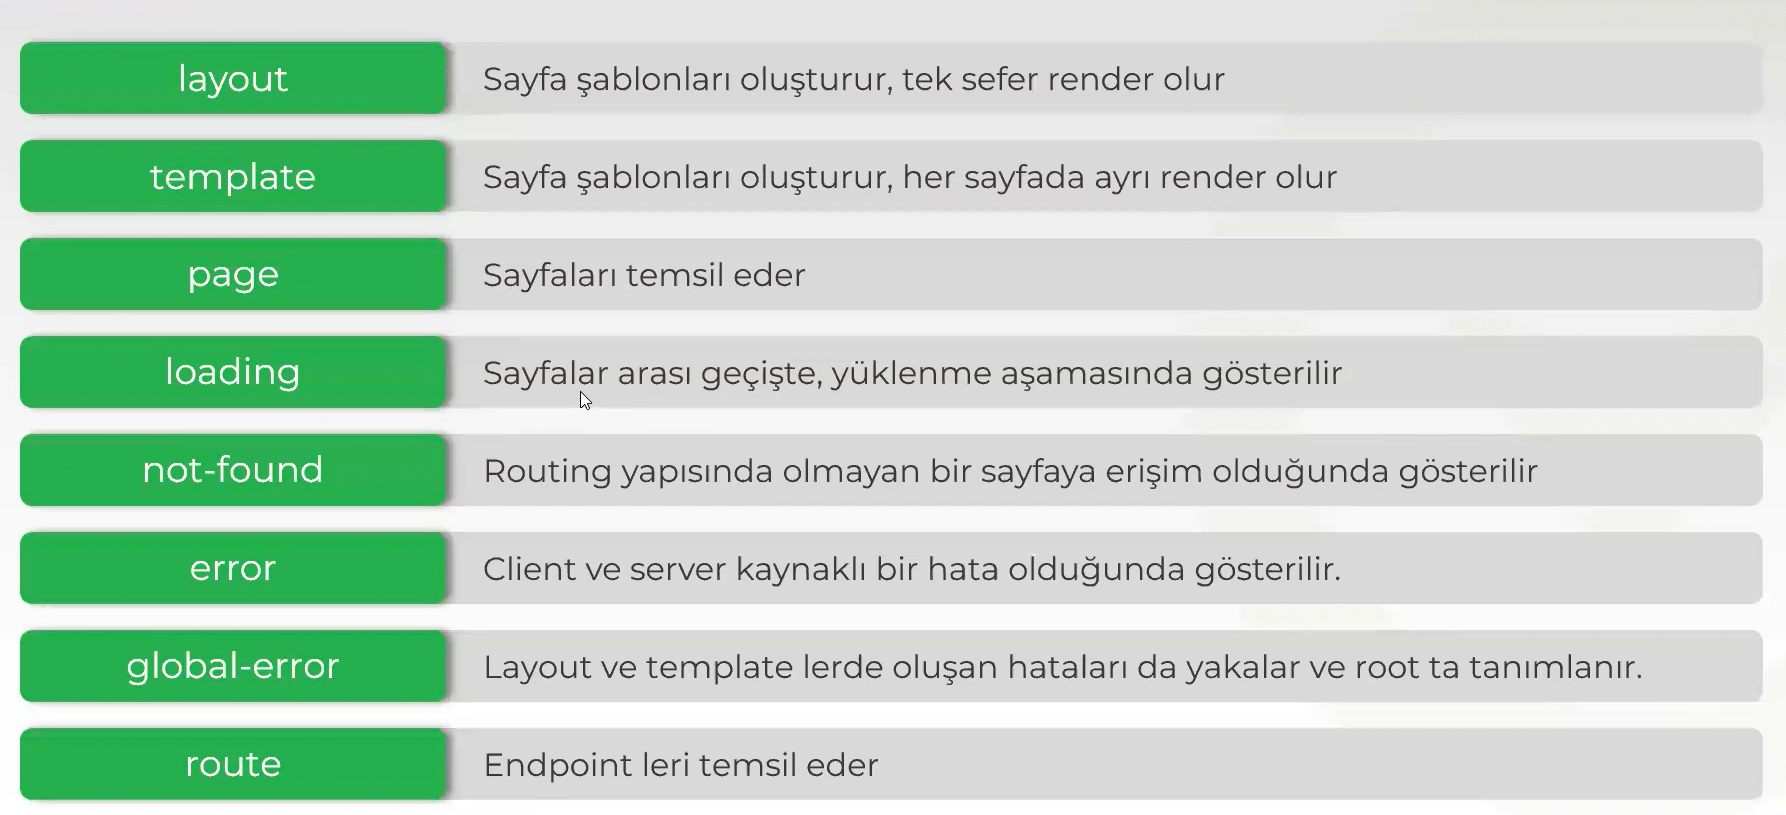 layout
Sayfa şablonları oluşturur, tek sefer render olur
template
Sayfa şablonları oluşturur, her sayfada ayrı render olur
page
Sayfaları temsil eder
loading
Sayfalar arası geçişte, yüklenme aşamasında gösterilir
not-found
Routing yapısında olmayan bir sayfaya erişim olduğunda gösterilir
error
Client ve server kaynaklı bir hata olduğunda gösterilir.
global-error
Layout ve template lerde oluşan hataları da yakalar ve root ta tanımlanır.
route
Endpoint leri temsil eder